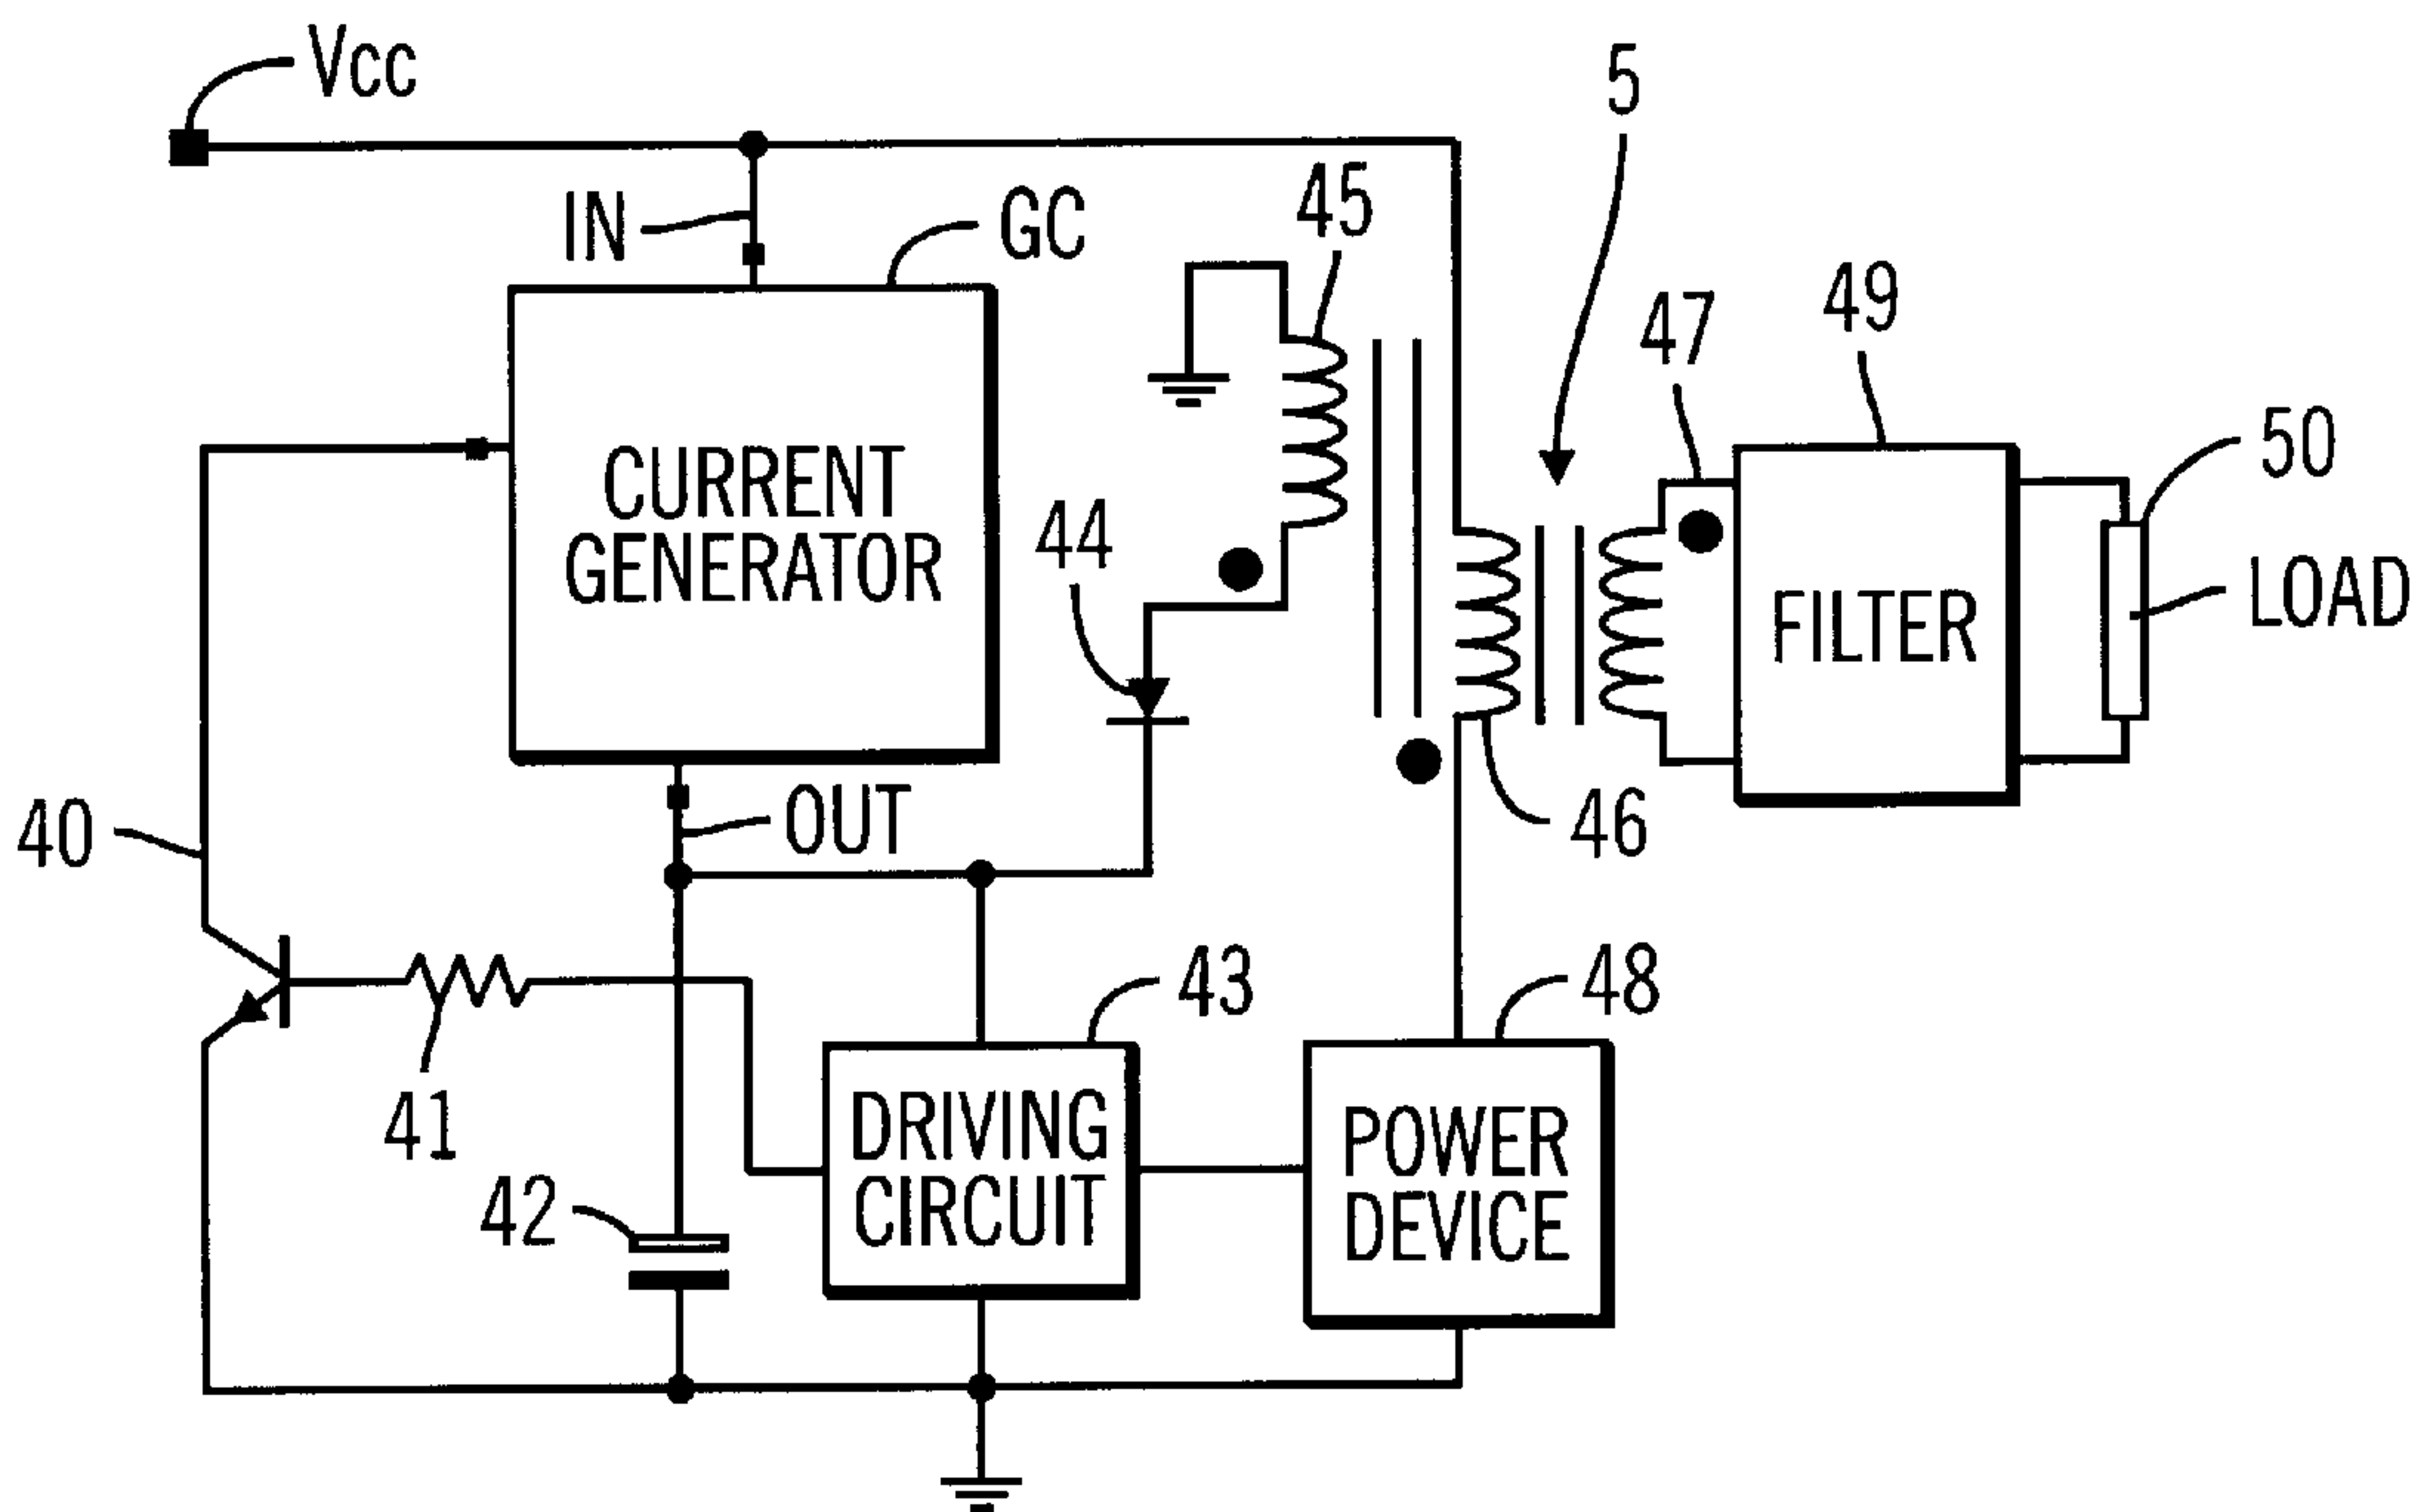 Vcc
5
IN
GC
45
47
49
50
CURRENT
GENERATOR
44
FILTER
LOAD
OUT
46
40
43
48
41
DRIVING
CIRCUIT
POWER
DEVICE
42